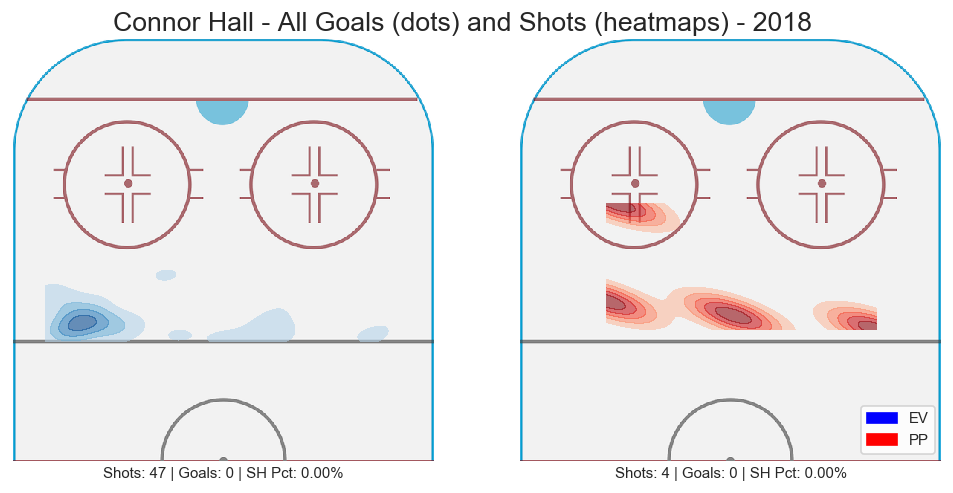 Connor Hall - All Goals (dots) and Shots (heatmaps) - 2018
EV
PP
Shots: 47 | Goals: 0 | SH Pct: 0.00%
Shots: 4 | Goals: 0 | SH Pct: 0.00%